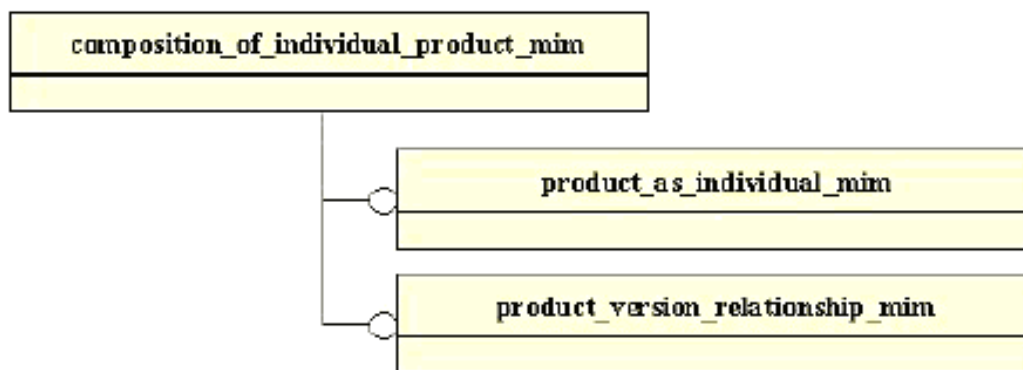 composition_of_individual_product_mim
product_as_individual_mim
product_version_relationship_mim